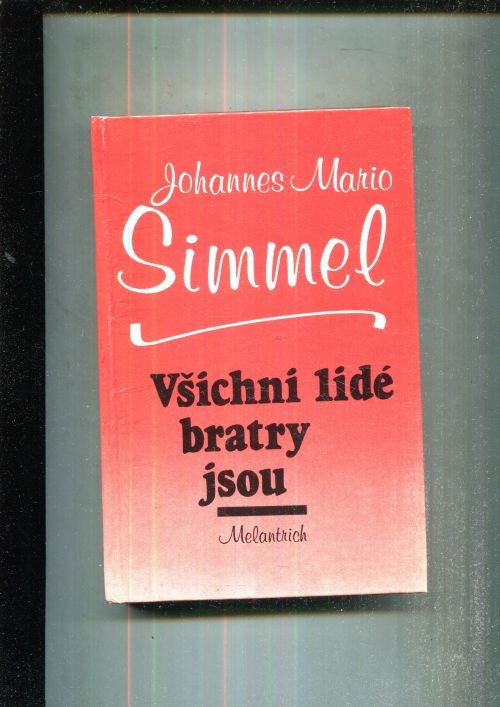 Johannes Mario
Simmel
Všichni lidé
bratry
jsou
Melantrich